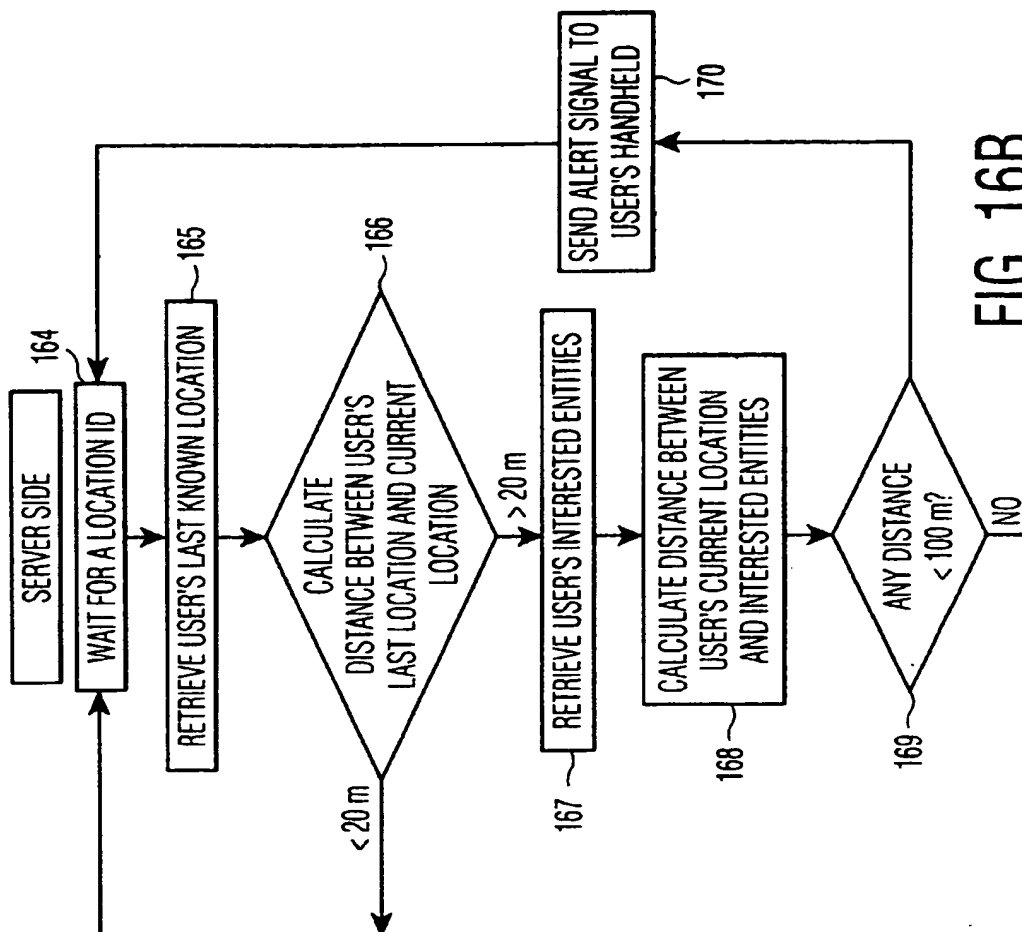 SERVER SIDE
164
WAIT FOR A LOCATION ID
165
RETRIEVE USER'S LAST KNOWN LOCATION
166
CALCULATE
DISTANCE BETWEEN USER'S
LAST LOCATION AND CURRENT
LOCATION
< 20 m
> 20 m
RETRIEVE USER'S INTERESTED ENTITIES
167
CALCULATE DISTANCE BETWEEN
USER'S CURRENT LOCATION
AND INTERESTED ENTITIES
168
ANY DISTANCE
< 100 m?
169
NO
SEND ALERT SIGNAL TO
USER'S HANDHELD
170
FIG. 16B